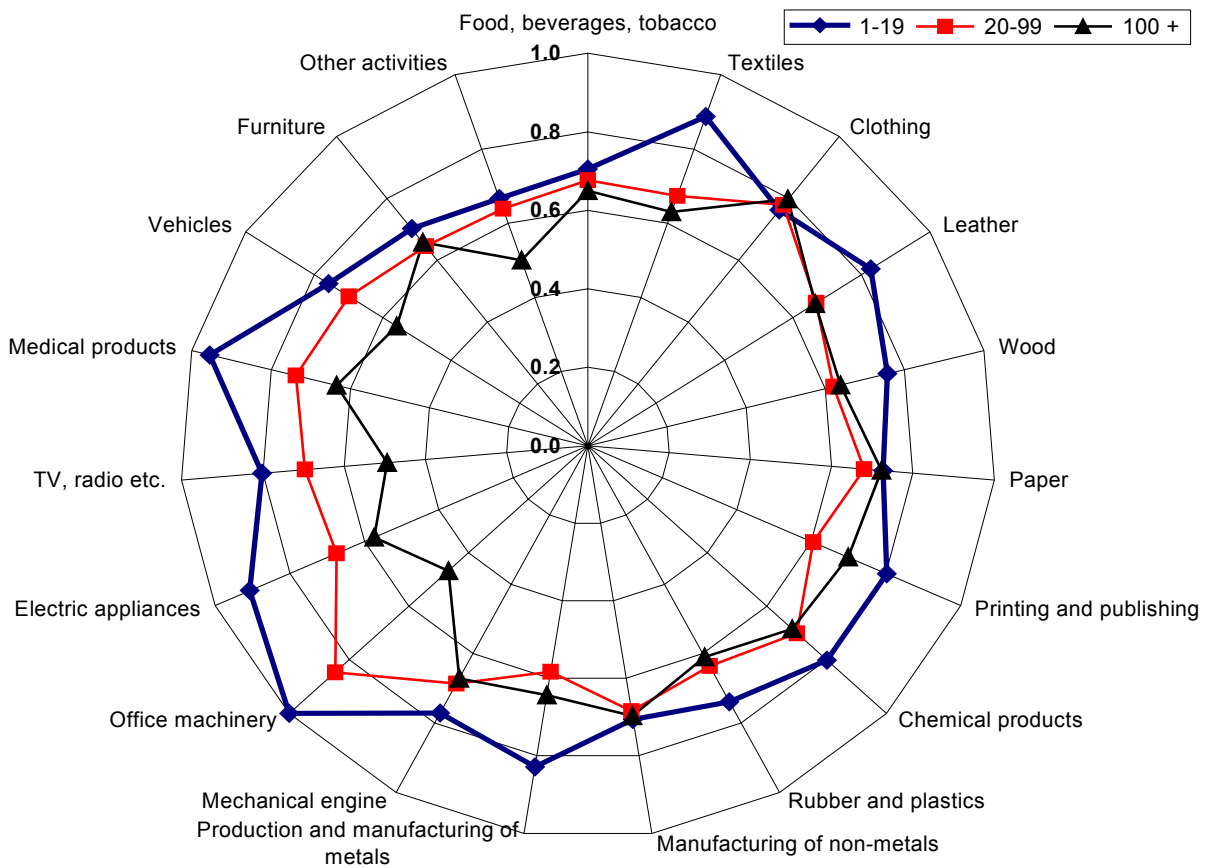 Food, beverages, tobacco
1-19
20-99
100 +
Other activities
1.0
Textiles
Furniture
0.8
Clothing
Vehicles
0.6
Leather
Medical products
0.4
Wood
0.2
TV, radio etc.
0.0
Paper
Electric appliances
Printing and publishing
Office machinery
Chemical products
Mechanical engine
Rubber and plastics
Production and manufacturing of
metals
Manufacturing of non-metals